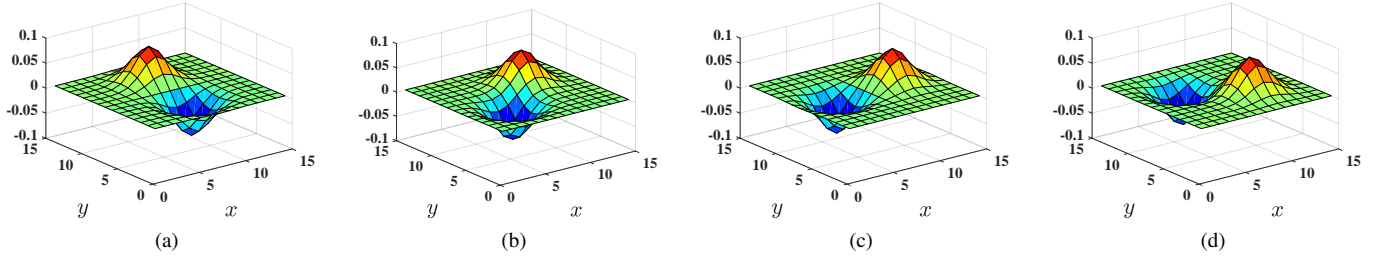 0.1 0.1 0.1 0.1
0.05 0.05 0.05 0.05
0 0 0 0
-0.05 -0.05 -0.05 -0.05
-0.1 -0.1 -0.1 -0.1
15 15 15 15 15 15 15 15
10 10 10 10 10 10 10 10
5 5 5 5 5 5 5 5
0 0 0 0 0 0 0 0
y x y x y x y x
(a) (b) (c) (d)